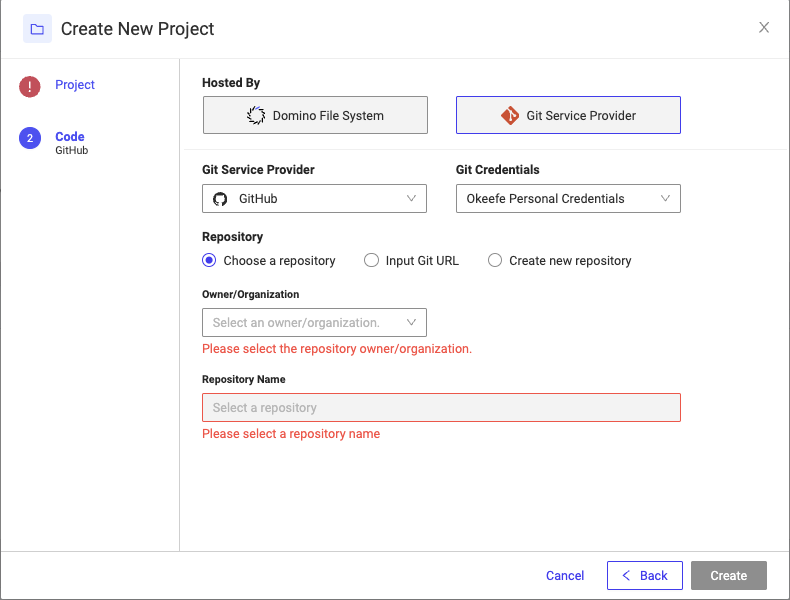 Create New Project
!
Project
2
Code
GitHub
Hosted By
Domino File System
Git Service Provider
Git Service Provider
Git Credentials
GitHub
Okeefe Personal Credentials
Repository
Choose a repository
Input Git URL
Create new repository
Owner/Organization
Select an owner/organization.
Please select the repository owner/organization.
Repository Name
Select a repository
Please select a repository name
Cancel
Back
Create